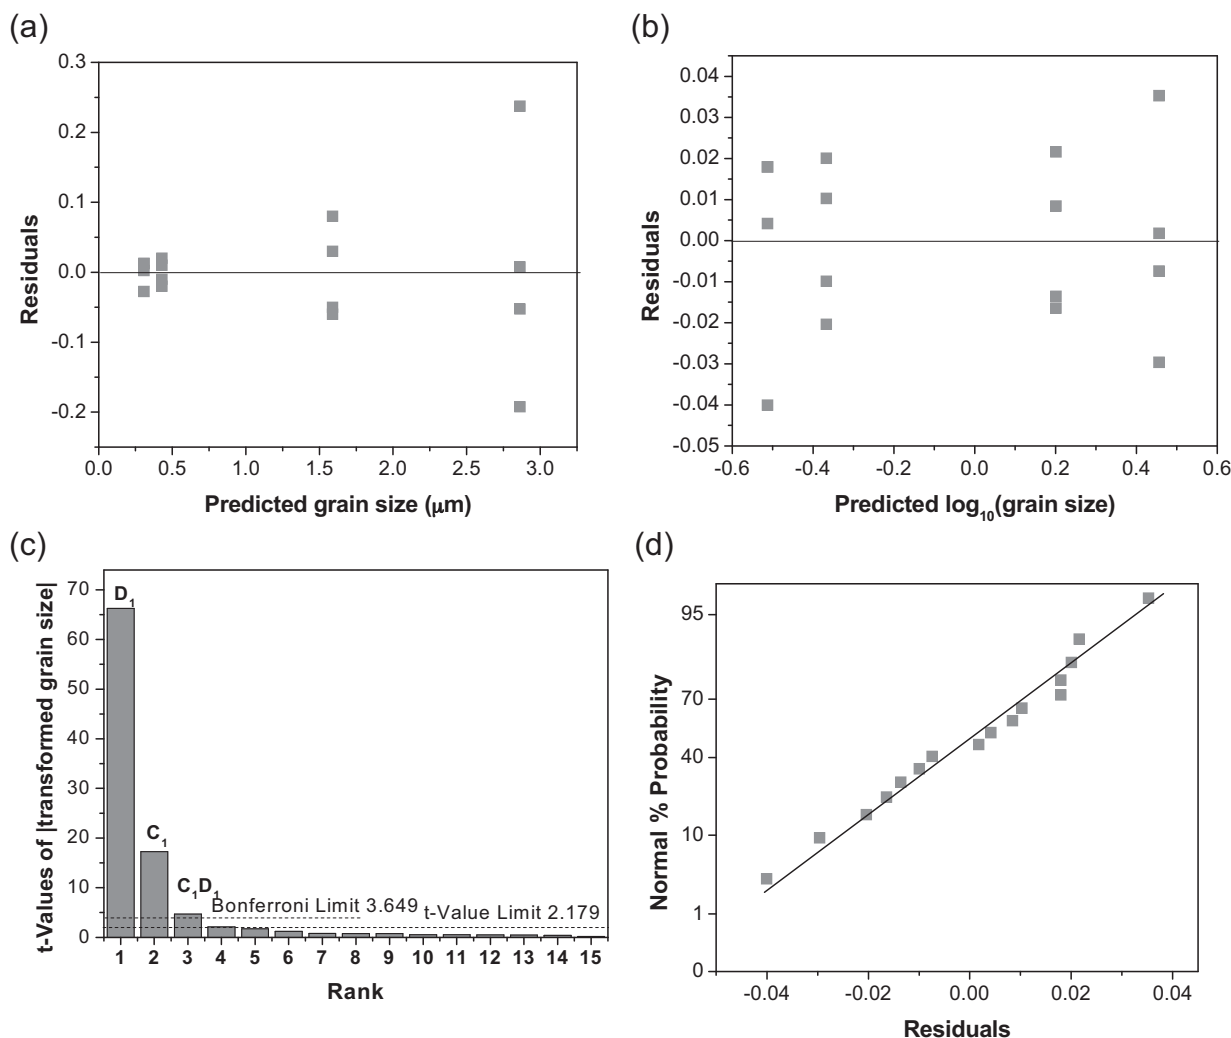 (a)
0.3
0.2
0.1
0.0
-0.1
-0.2
Residuals
0.0 0.5 1.0 1.5 2.0 2.5 3.0
Predicted grain size (μm)
(b)
0.04
0.03
0.02
0.01
0.00
-0.01
-0.02
-0.03
-0.04
-0.05
Residuals
-0.6 -0.4 -0.2 0.0 0.2 0.4 0.6
Predicted log₁₀(grain size)
(c)
70
60
50
40
30
20
10
0
t-Values of |transformed grain size|
D₁
C₁
C₁D₁
Bonferroni Limit 3.649
t-Value Limit 2.179
1 2 3 4 5 6 7 8 9 10 11 12 13 14 15
Rank
(d)
95
70
40
10
1
0
Normal % Probability
-0.04 -0.02 0.00 0.02 0.04
Residuals